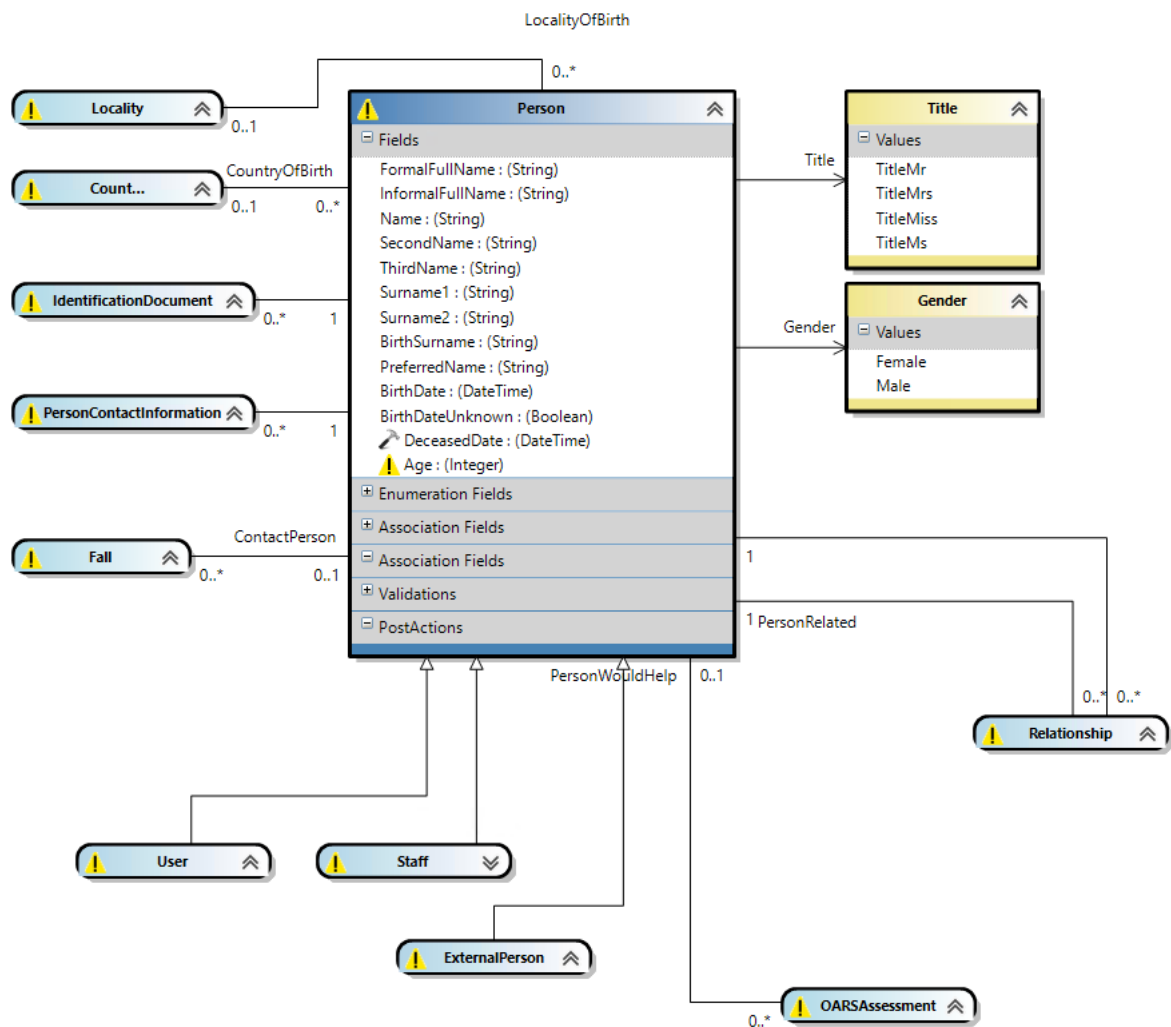 LocalityOfBirth
0..*
Locality
0..1
Person
Title
Fields
Values
CountryOfBirth
Title
FormalFullName : (String)
TitleMr
Count...
InformalFullName : (String)
TitleMrs
0..1
0..*
Name : (String)
TitleMiss
SecondName : (String)
TitleMs
ThirdName : (String)
IdentificationDocument
Surname1 : (String)
Gender
0..*
1
Surname2 : (String)
Gender
Values
BirthSurname : (String)
PreferredName : (String)
Female
BirthDate : (DateTime)
Male
PersonContactInformation
BirthDateUnknown : (Boolean)
0..*
1
DeceasedDate : (DateTime)
Age : (Integer)
Enumeration Fields
Association Fields
ContactPerson
Fall
Association Fields
1
0..*
0..1
Validations
PostActions
1
PersonRelated
PersonWouldHelp
0..1
0..*
0..*
Relationship
User
Staff
ExternalPerson
OARSAssessment
0..*